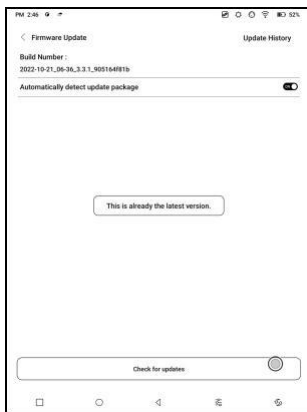 PM 2:46
52%
Firmware Update
Update History
Build Number :
2022-10-21_06-36_3.3.1_905164f81b
Automatically detect update package
ON
This is already the latest version.
Check for updates